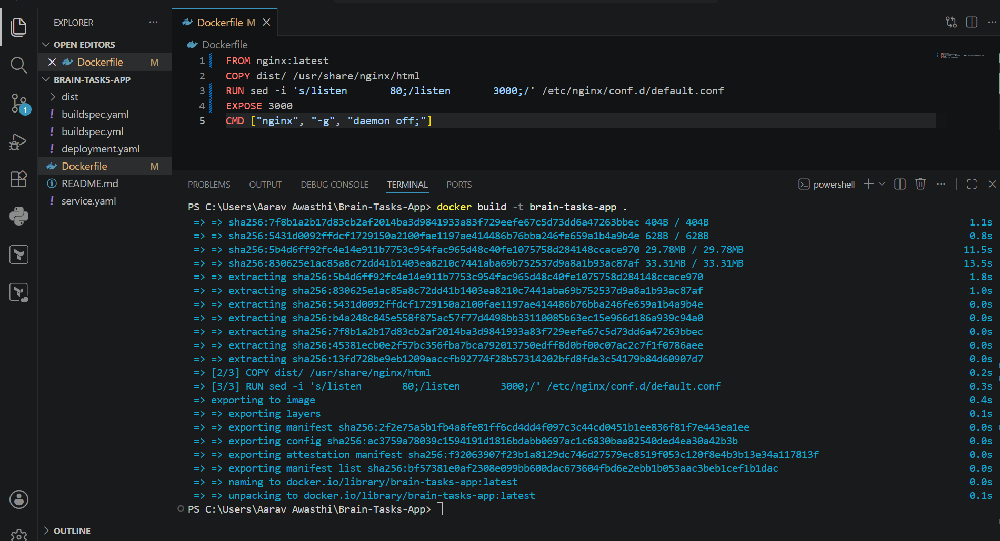 EXPLORER
OPEN EDITORS
Dockerfile M
BRAIN-TASKS-APP
dist
buildspec.yaml
buildspec.yml
deployment.yaml
Dockerfile M
README.md
service.yaml
OUTLINE
1
Dockerfile M
Dockerfile
1 FROM nginx:latest
2 COPY dist/ /usr/share/nginx/html
3 RUN sed -i 's/listen       80;/listen       3000;/' /etc/nginx/conf.d/default.conf
4 EXPOSE 3000
5 CMD ["nginx", "-g", "daemon off;"]
PROBLEMS OUTPUT DEBUG CONSOLE TERMINAL PORTS
powershell
PS C:\Users\Aarav Awasthi\Brain-Tasks-App> docker build -t brain-tasks-app .
=> => sha256:7f8b1a2b17d83cb2af2014ba3d9841933a83f729eefe67c5d73dd6a47263bbec 404B / 404B 1.1s
=> => sha256:5431d0092ffdcf1729150a2100fae1197ae414486b76bba246fe659a1b4a9b4e 628B / 628B 0.8s
=> => sha256:5b4d6ff92fc4e14e911b7753c954fac965d48c40fe1075758d284148ccace970 29.78MB / 29.78MB 11.5s
=> => sha256:830625e1ac85a8c72dd41b1403ea8210c7441aba69b752537d9a8a1b93ac87af 33.31MB / 33.31MB 13.5s
=> => extracting sha256:5b4d6ff92fc4e14e911b7753c954fac965d48c40fe1075758d284148ccace970 1.8s
=> => extracting sha256:830625e1ac85a8c72dd41b1403ea8210c7441aba69b752537d9a8a1b93ac87af 1.0s
=> => extracting sha256:5431d0092ffdcf1729150a2100fae1197ae414486b76bba246fe659a1b4a9b4e 0.0s
=> => extracting sha256:b4a248c845e558f875ac57f77d4498bb33110085b63ec15e966d186a939c94a0 0.0s
=> => extracting sha256:7f8b1a2b17d83cb2af2014ba3d9841933a83f729eefe67c5d73dd6a47263bbec 0.0s
=> => extracting sha256:45381ecb0e2f57bc356fba7bca792013750edff8d0bf00c07ac2c7f1f0786aee 0.0s
=> => extracting sha256:13fd728be9eb1209aaccfb92774f28b57314202bfd8fde3c54179b84d60907d7 0.0s
=> [2/3] COPY dist/ /usr/share/nginx/html 0.2s
=> [3/3] RUN sed -i 's/listen       80;/listen       3000;/' /etc/nginx/conf.d/default.conf 0.3s
=> exporting to image 0.4s
=> => exporting layers 0.1s
=> => exporting manifest sha256:2f2e75a5b1fb4a8fe81ff6cd4dd4f097c3c44cd0451b1ee836f81f7e443ea1ee 0.0s
=> => exporting config sha256:ac3759a78039c1594191d1816bdabb0697ac1c6830baa82540ded4ea30a42b3b 0.0s
=> => exporting attestation manifest sha256:f32063907f23b1a8129dc746d27579ec8519f053c120f8e4b3b13e34a117813f 0.0s
=> => exporting manifest list sha256:bf57381e0af2308e099bb600dac673604fbd6e2ebb1b053aac3beb1cef1b1dac 0.0s
=> => naming to docker.io/library/brain-tasks-app:latest 0.0s
=> => unpacking to docker.io/library/brain-tasks-app:latest 0.1s
PS C:\Users\Aarav Awasthi\Brain-Tasks-App>